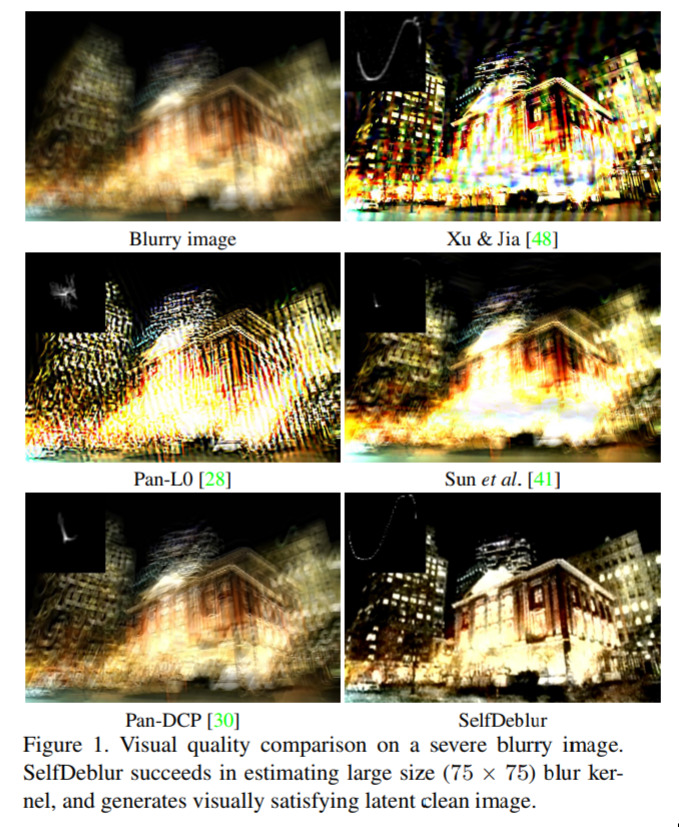 Blurry image
Xu & Jia [48]
Pan-L0 [28]
Sun et al. [41]
Pan-DCP [30]
SelfDeblur
Figure 1. Visual quality comparison on a severe blurry image.
SelfDeblur succeeds in estimating large size (75 × 75) blur ker-
nel, and generates visually satisfying latent clean image.